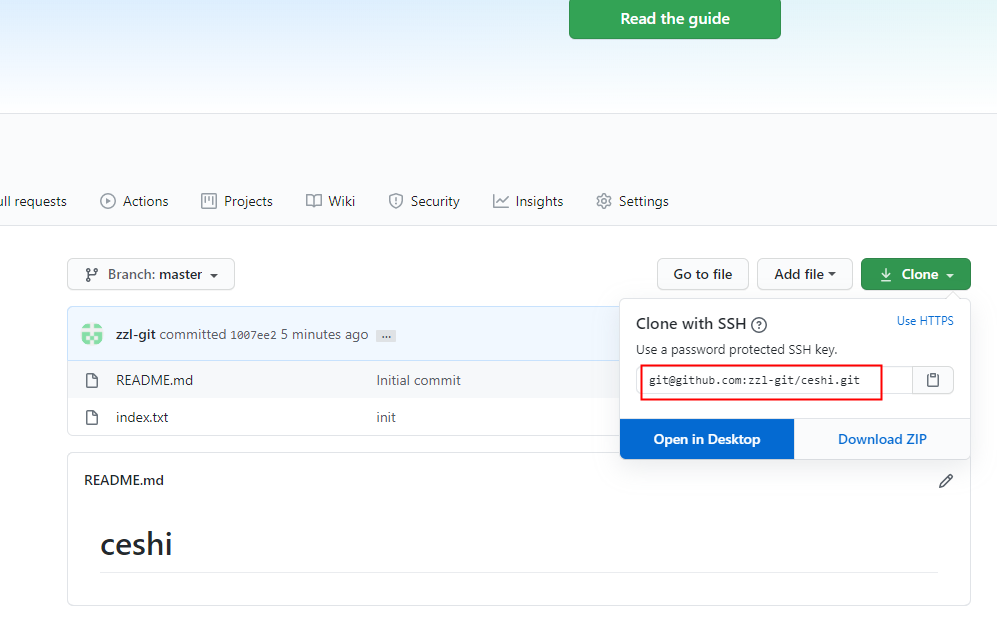 Read the guide
ull requests Actions Projects Wiki Security Insights Settings
Branch: master Go to file Add file Clone
zzl-git committed 1007ee2 5 minutes ago ...
README.md Initial commit
index.txt init
Clone with SSH ? Use HTTPS
Use a password protected SSH key.
git@github.com:zzl-git/ceshi.git
Open in Desktop Download ZIP
README.md
ceshi